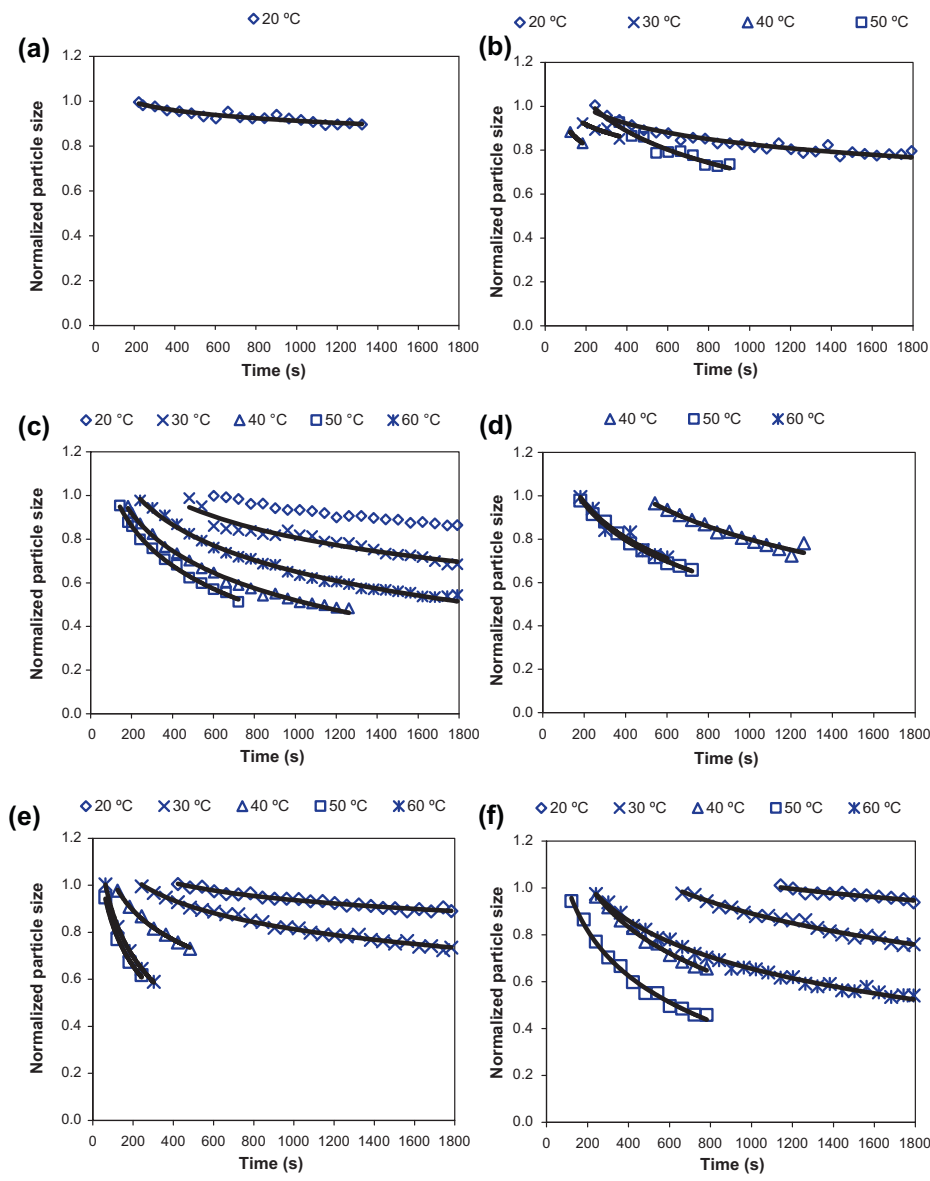 20 ºC
(a)
1.2
1.0
0.8
0.6
0.4
0.2
0.0
Normalized particle size
0 200 400 600 800 1000 1200 1400 1600 1800
Time (s)
20 ºC 30 ºC 40 ºC 50 ºC
(b)
1.2
1.0
0.8
0.6
0.4
0.2
0.0
Normalized particle size
0 200 400 600 800 1000 1200 1400 1600 1800
Time (s)
(c)
20 °C 30 °C 40 °C 50 °C 60 °C
1.2
1.0
0.8
0.6
0.4
0.2
0.0
Normalized particle size
0 200 400 600 800 1000 1200 1400 1600 1800
Time (s)
(d)
40 ºC 50 ºC 60 ºC
1.2
1.0
0.8
0.6
0.4
0.2
0.0
Normalized particle size
0 200 400 600 800 1000 1200 1400 1600 1800
Time (s)
(e)
20 ºC 30 ºC 40 ºC 50 ºC 60 ºC
1.2
1.0
0.8
0.6
0.4
0.2
0.0
Normalized particle size
0 200 400 600 800 1000 1200 1400 1600 1800
Time (s)
(f)
20 ºC 30 ºC 40 ºC 50 ºC 60 ºC
1.2
1.0
0.8
0.6
0.4
0.2
0.0
Normalized particle size
0 200 400 600 800 1000 1200 1400 1600 1800
Time (s)